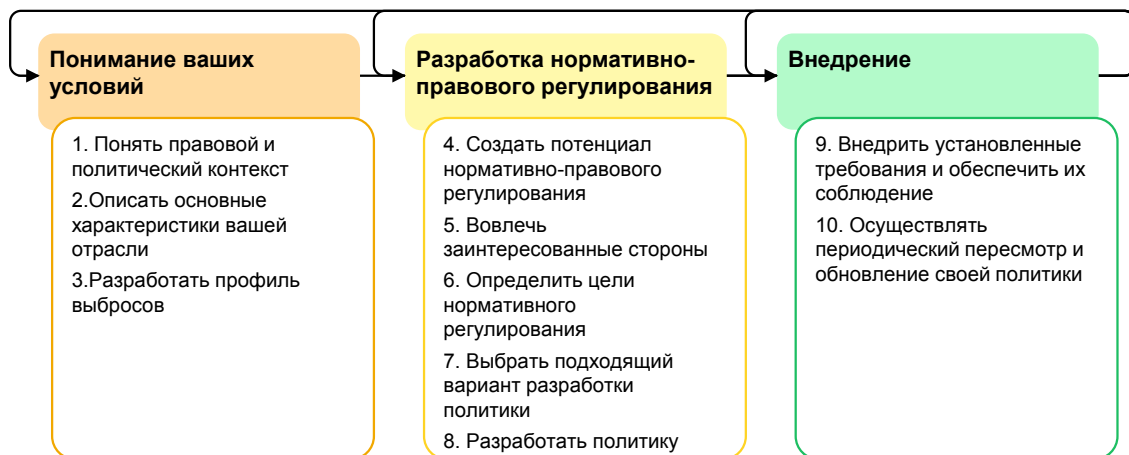 Понимание ваших
условий
1. Понять правовой и
политический контекст
2.Описать основные
характеристики вашей
отрасли
3.Разработать профиль
выбросов
Разработка нормативно-
правового регулирования
4. Создать потенциал
нормативно-правового
регулирования
5. Вовлечь
заинтересованные стороны
6. Определить цели
нормативного
регулирования
7. Выбрать подходящий
вариант разработки
политики
8. Разработать политику
Внедрение
9. Внедрить установленные
требования и обеспечить их
соблюдение
10. Осуществлять
периодический пересмотр и
обновление своей политики